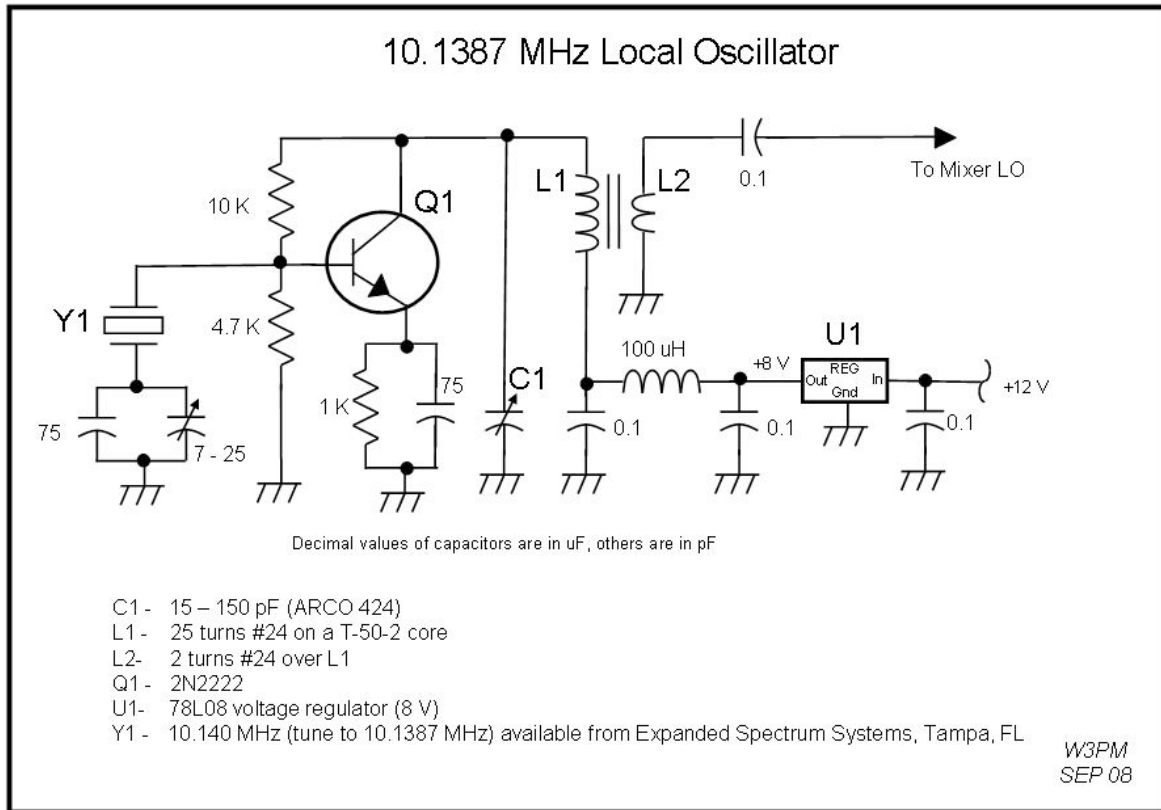 10.1387 MHz Local Oscillator
L1
L2
0.1
To Mixer LO
10 K
Q1
Y1
4.7 K
100 uH
+8 V
U1
REG
Out
In
Gnd
+12 V
75
7 - 25
1 K
75
C1
0.1
0.1
0.1
Decimal values of capacitors are in uF, others are in pF
C1 - 15 – 150 pF (ARCO 424)
L1 - 25 turns #24 on a T-50-2 core
L2- 2 turns #24 over L1
Q1 - 2N2222
U1- 78L08 voltage regulator (8 V)
Y1 - 10.140 MHz (tune to 10.1387 MHz) available from Expanded Spectrum Systems, Tampa, FL
W3PM
SEP 08